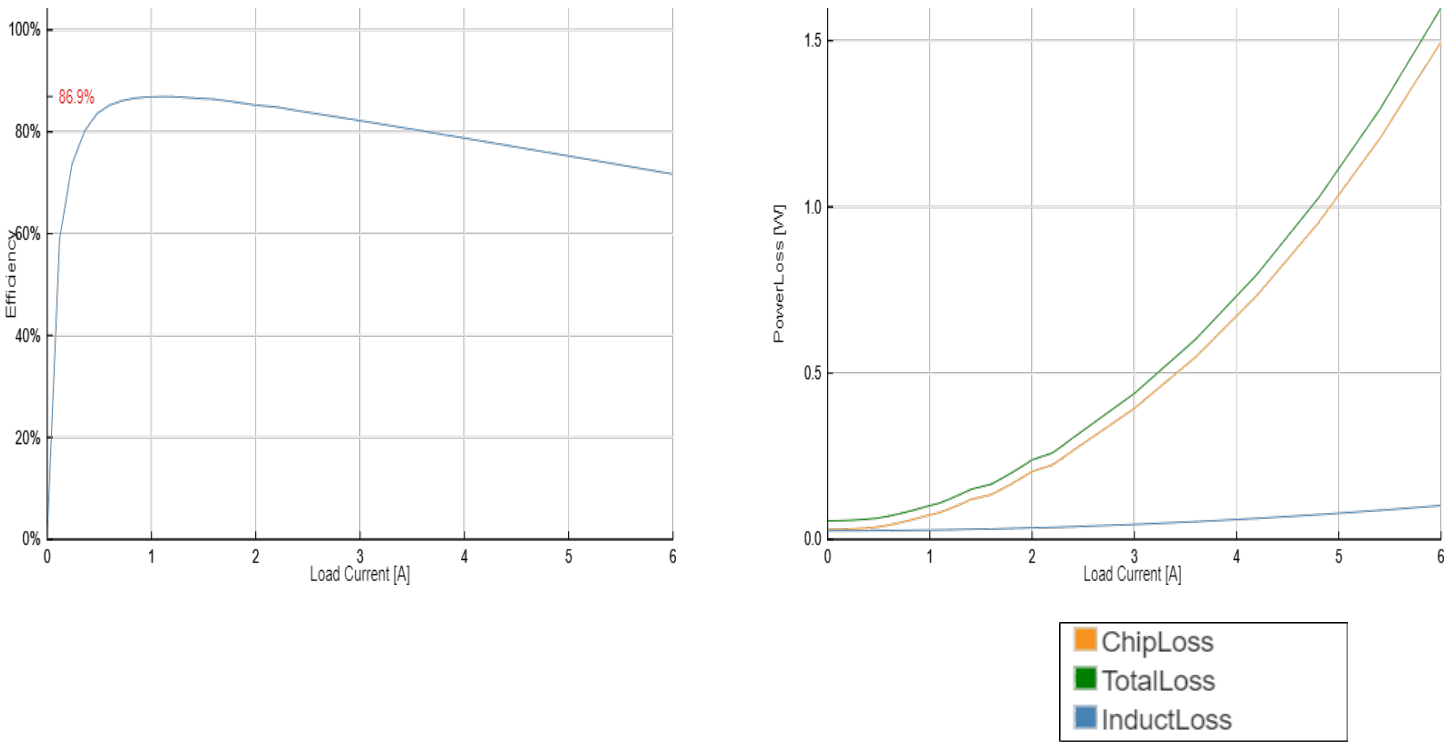 100%
86.9%
80%
60%
Efficiency
40%
20%
0%
0 1 2 3 4 5 6
Load Current [A]
1.5
1.0
PowerLoss [W]
0.5
0.0
0 1 2 3 4 5 6
Load Current [A]
ChipLoss
TotalLoss
InductLoss